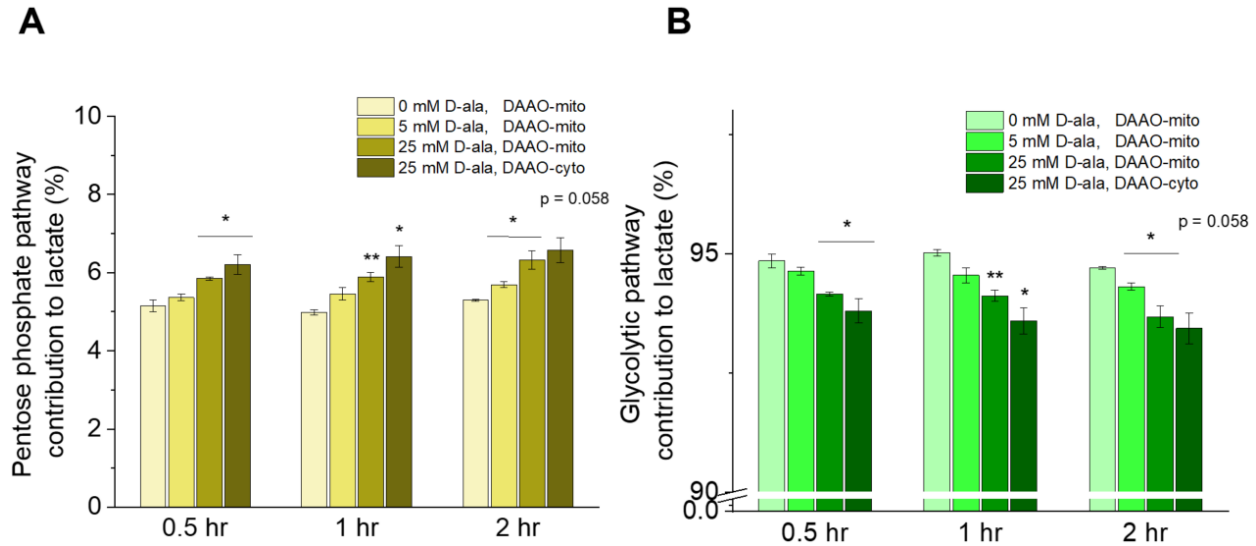 A
Pentose phosphate pathway
contribution to lactate (%)
10
8
6
4
2
0
0 mM D-ala, DAAO-mito
5 mM D-ala, DAAO-mito
25 mM D-ala, DAAO-mito
25 mM D-ala, DAAO-cyto
p = 0.058
*
**
*
*
0.5 hr
1 hr
2 hr
B
Glycolytic pathway
contribution to lactate (%)
95
90
0.0
0 mM D-ala, DAAO-mito
5 mM D-ala, DAAO-mito
25 mM D-ala, DAAO-mito
25 mM D-ala, DAAO-cyto
p = 0.058
*
**
*
*
0.5 hr
1 hr
2 hr